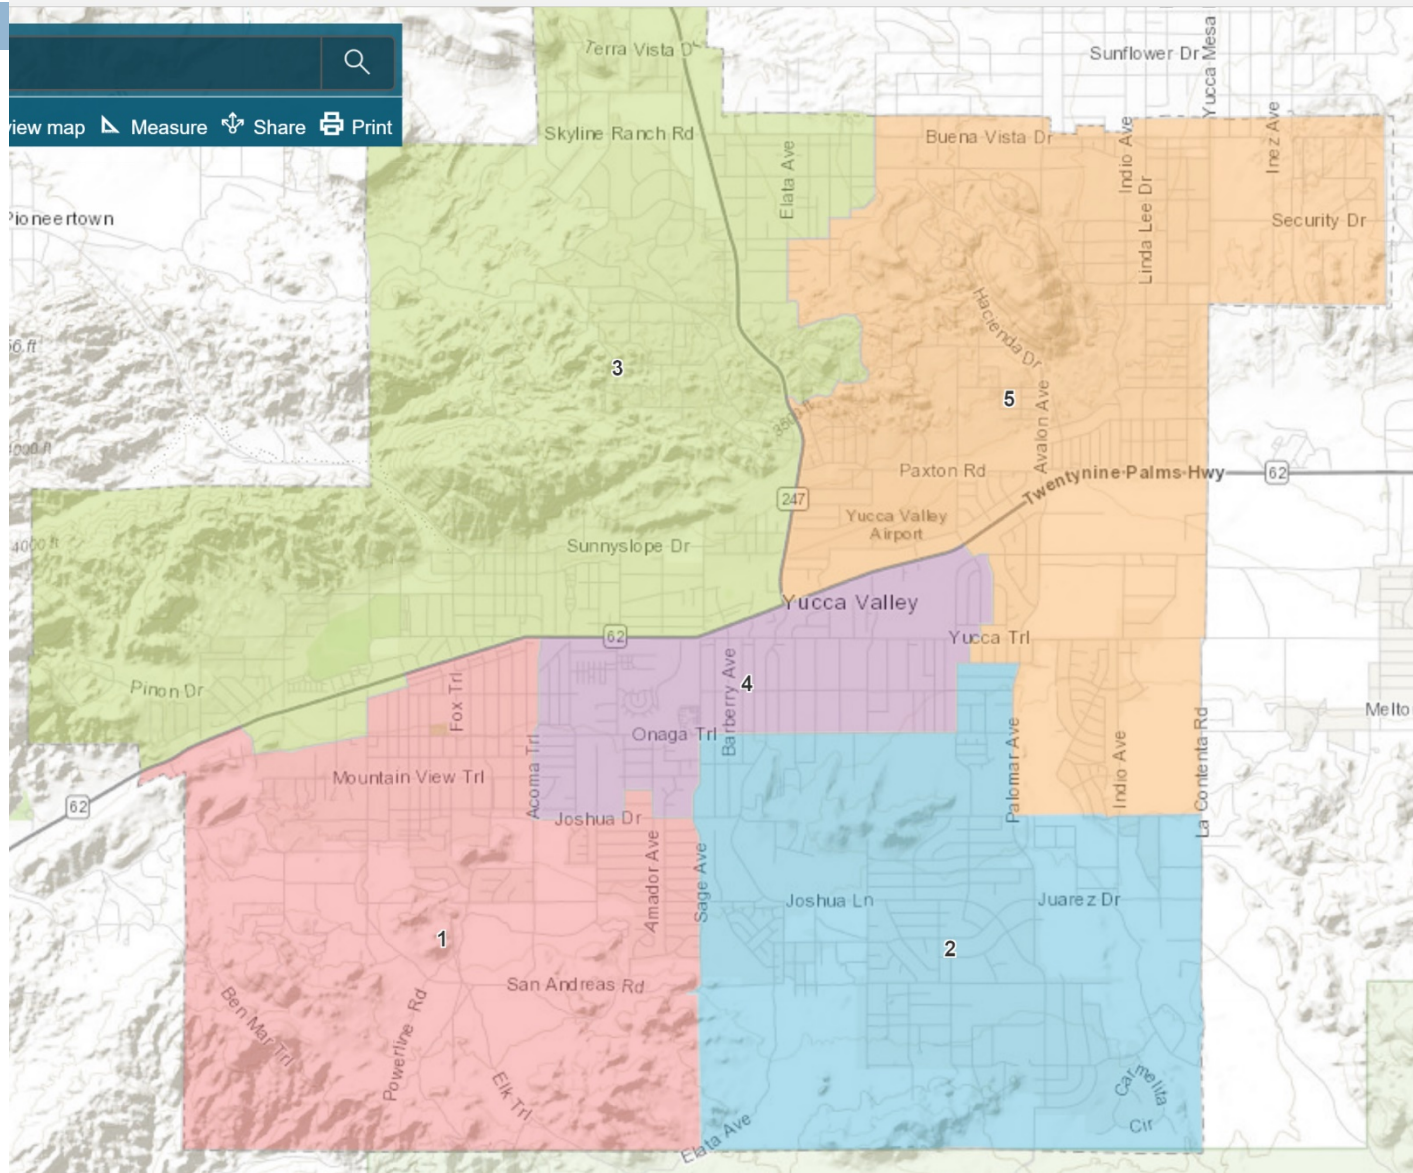 Terra Vista Dr
Sunflower Dr
Yucca Mesa
view map
Measure
Share
Print
Skyline Ranch Rd
Elata Ave
Buena Vista Dr
Indio Ave
Inez Ave
Pioneertown
Linda Lee Dr
Security Dr
Hacienda Dr
3
5
Avalon Ave
Paxton Rd
Twentynine Palms Hwy
62
247
Yucca Valley
Airport
4000 ft
Sunnyslope Dr
Yucca Valley
62
Yucca Trl
Pinon Dr
Fox Trl
Barberry Ave
4
Onaga Trl
Palomar Ave
Indio Ave
La Contenta Rd
Melto
Mountain View Trl
Acoma Trl
62
Joshua Dr
Amador Ave
Sage Ave
Joshua Ln
Juarez Dr
1
2
San Andreas Rd
Ben Mar Trl
Powerline Rd
Elk Trl
Carmelita
Cir
Elata Ave